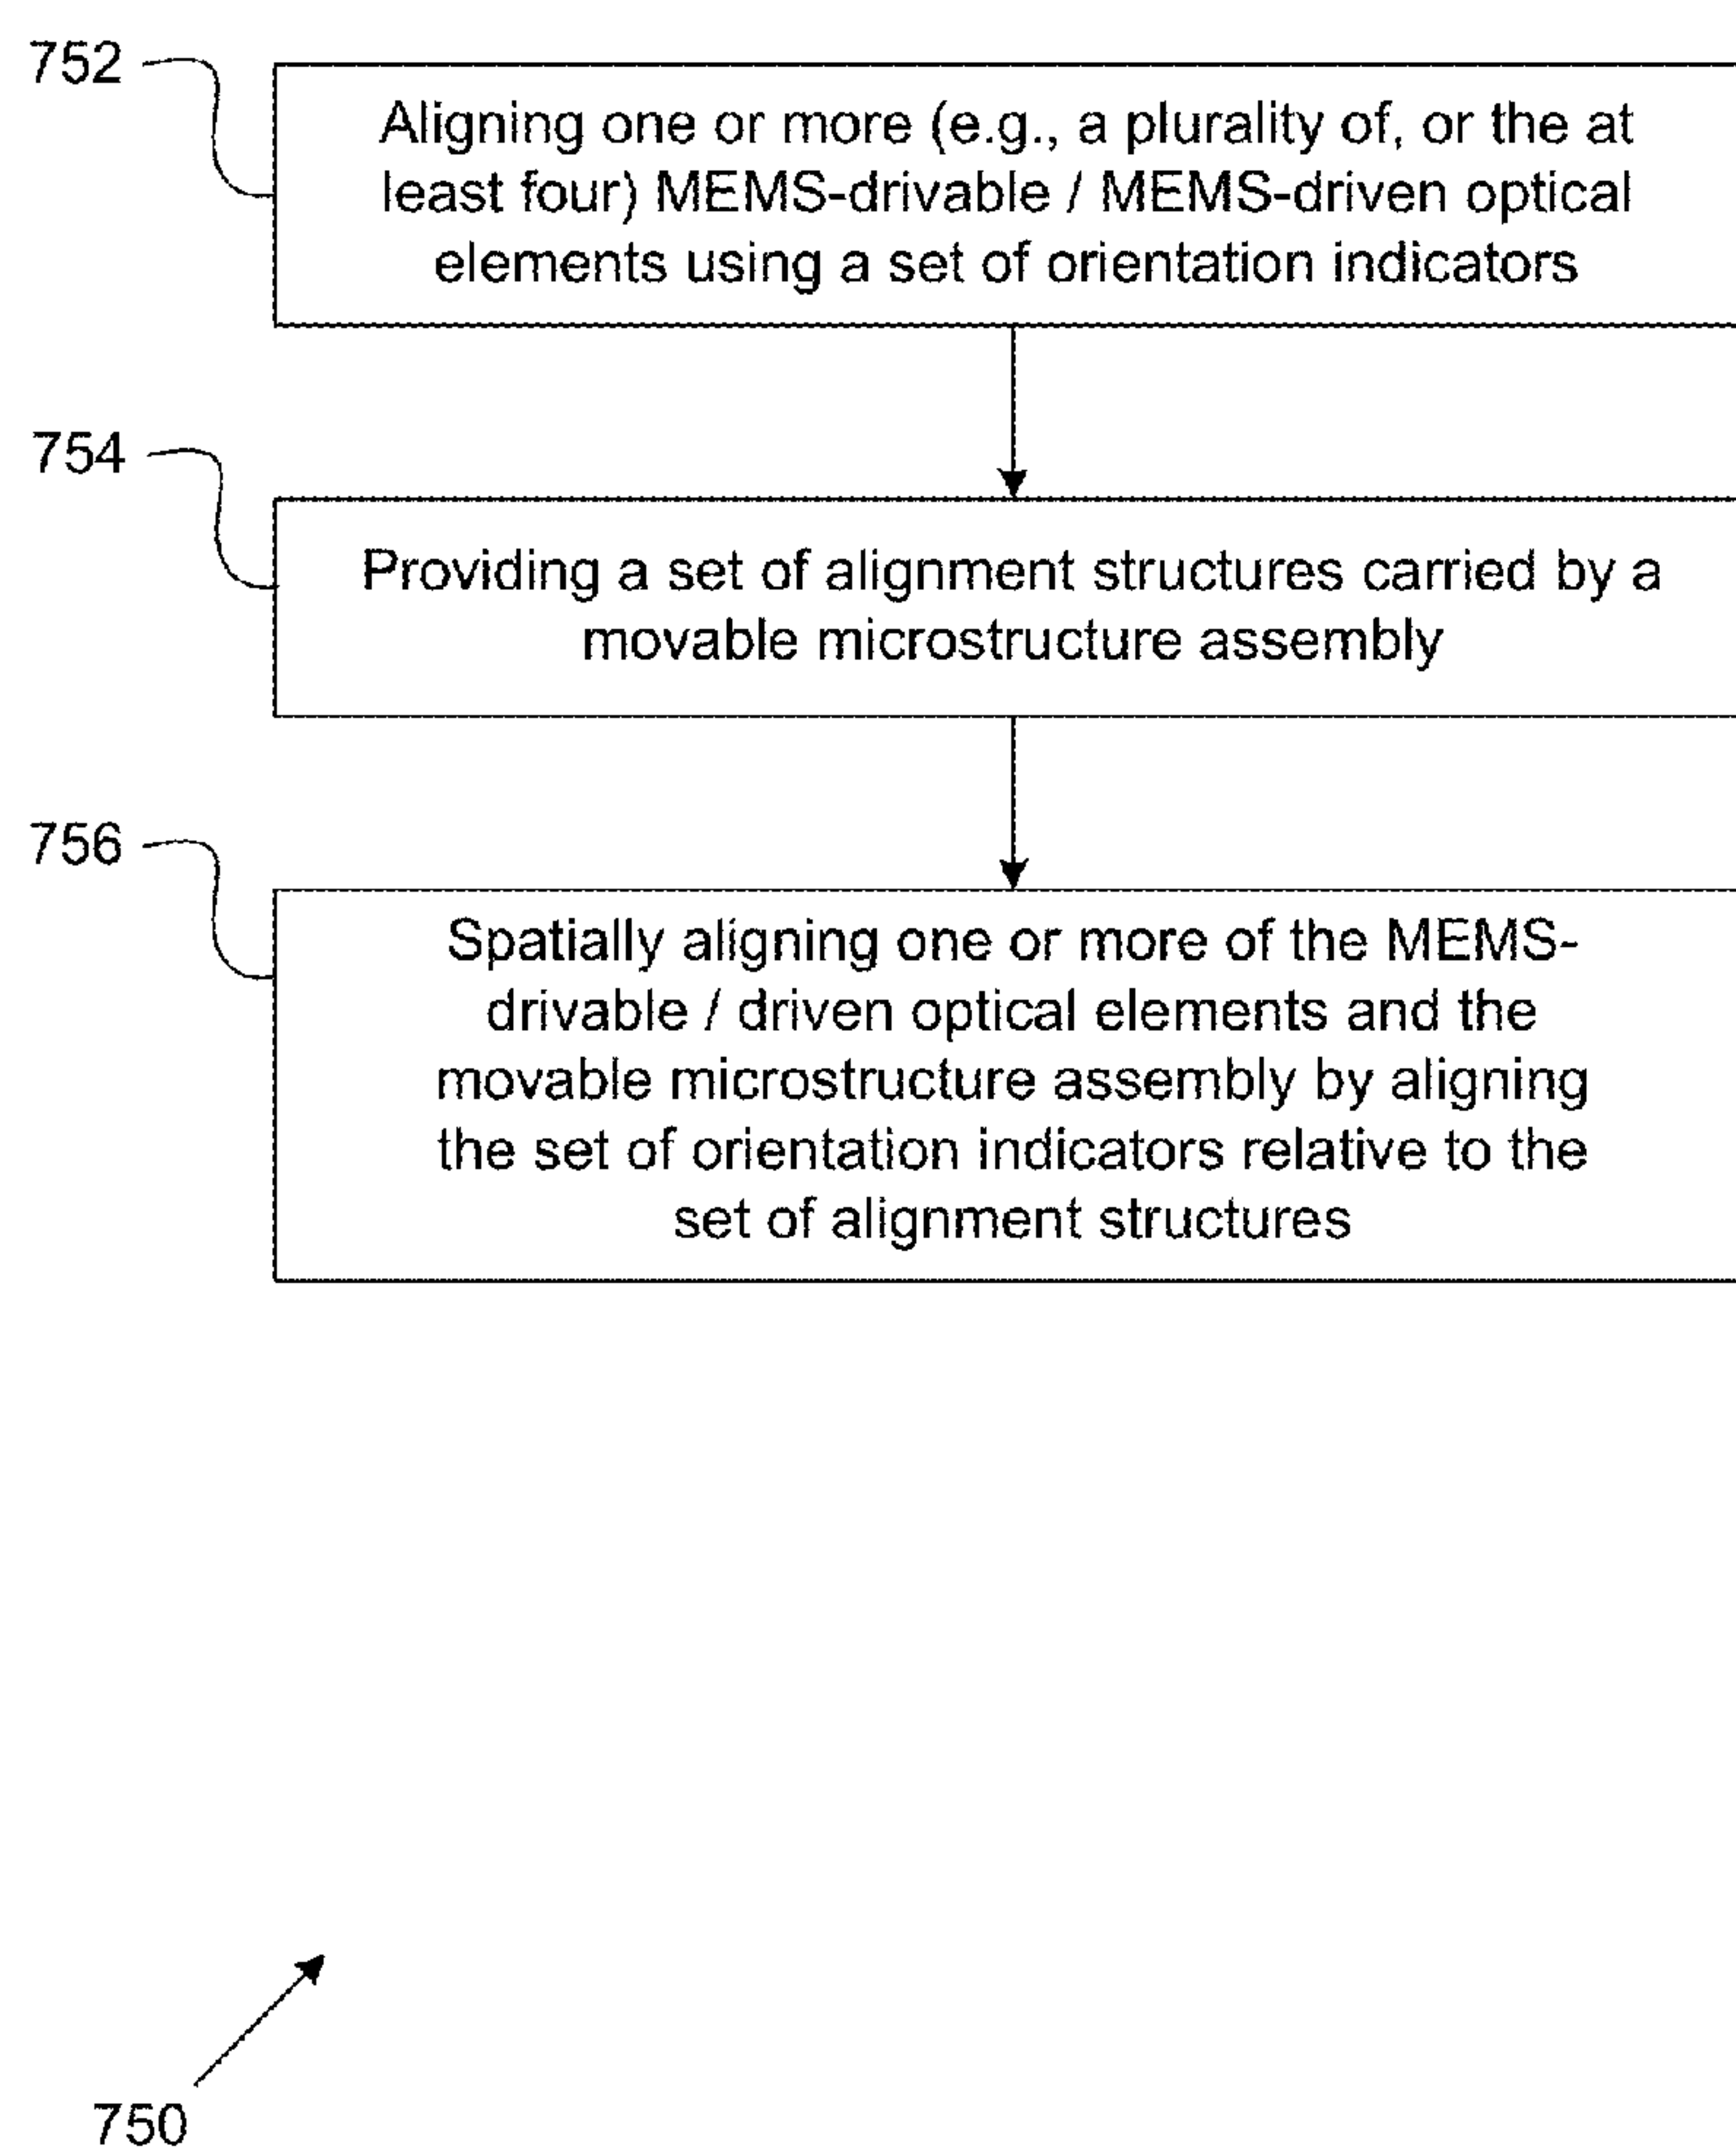 752
Aligning one or more (e.g., a plurality of, or the at
least four) MEMS-drivable / MEMS-driven optical
elements using a set of orientation indicators
754
Providing a set of alignment structures carried by a
movable microstructure assembly
756
Spatially aligning one or more of the MEMS-
drivable / driven optical elements and the
movable microstructure assembly by aligning
the set of orientation indicators relative to the
set of alignment structures
750